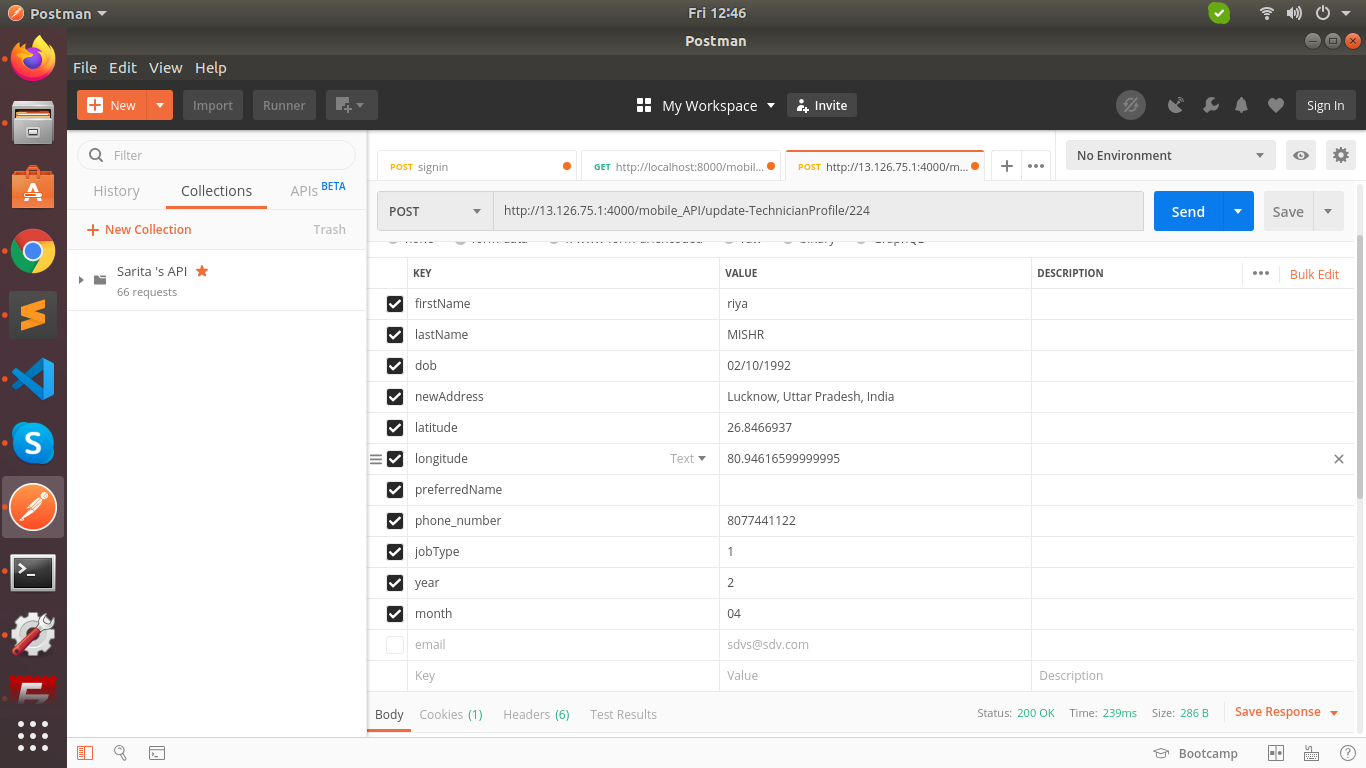 Postman
Fri 12:46
Postman
File Edit View Help
New
Import
Runner
My Workspace
Invite
Sign In
Filter
History
Collections
APIs BETA
New Collection
Trash
Sarita 's API
66 requests
POST signin
GET http://localhost:8000/mobil...
POST http://13.126.75.1:4000/m...
No Environment
POST
http://13.126.75.1:4000/mobile_API/update-TechnicianProfile/224
Send
Save
none form-data x-www-form-urlencoded raw binary GraphQL
KEY VALUE DESCRIPTION
Bulk Edit
firstName riya
lastName MISHR
dob 02/10/1992
newAddress Lucknow, Uttar Pradesh, India
latitude 26.8466937
longitude Text 80.94616599999995
preferredName
phone_number 8077441122
jobType 1
year 2
month 04
email sdvs@sdv.com
Key Value Description
Body Cookies (1) Headers (6) Test Results
Status: 200 OK Time: 239ms Size: 286 B
Save Response
Bootcamp